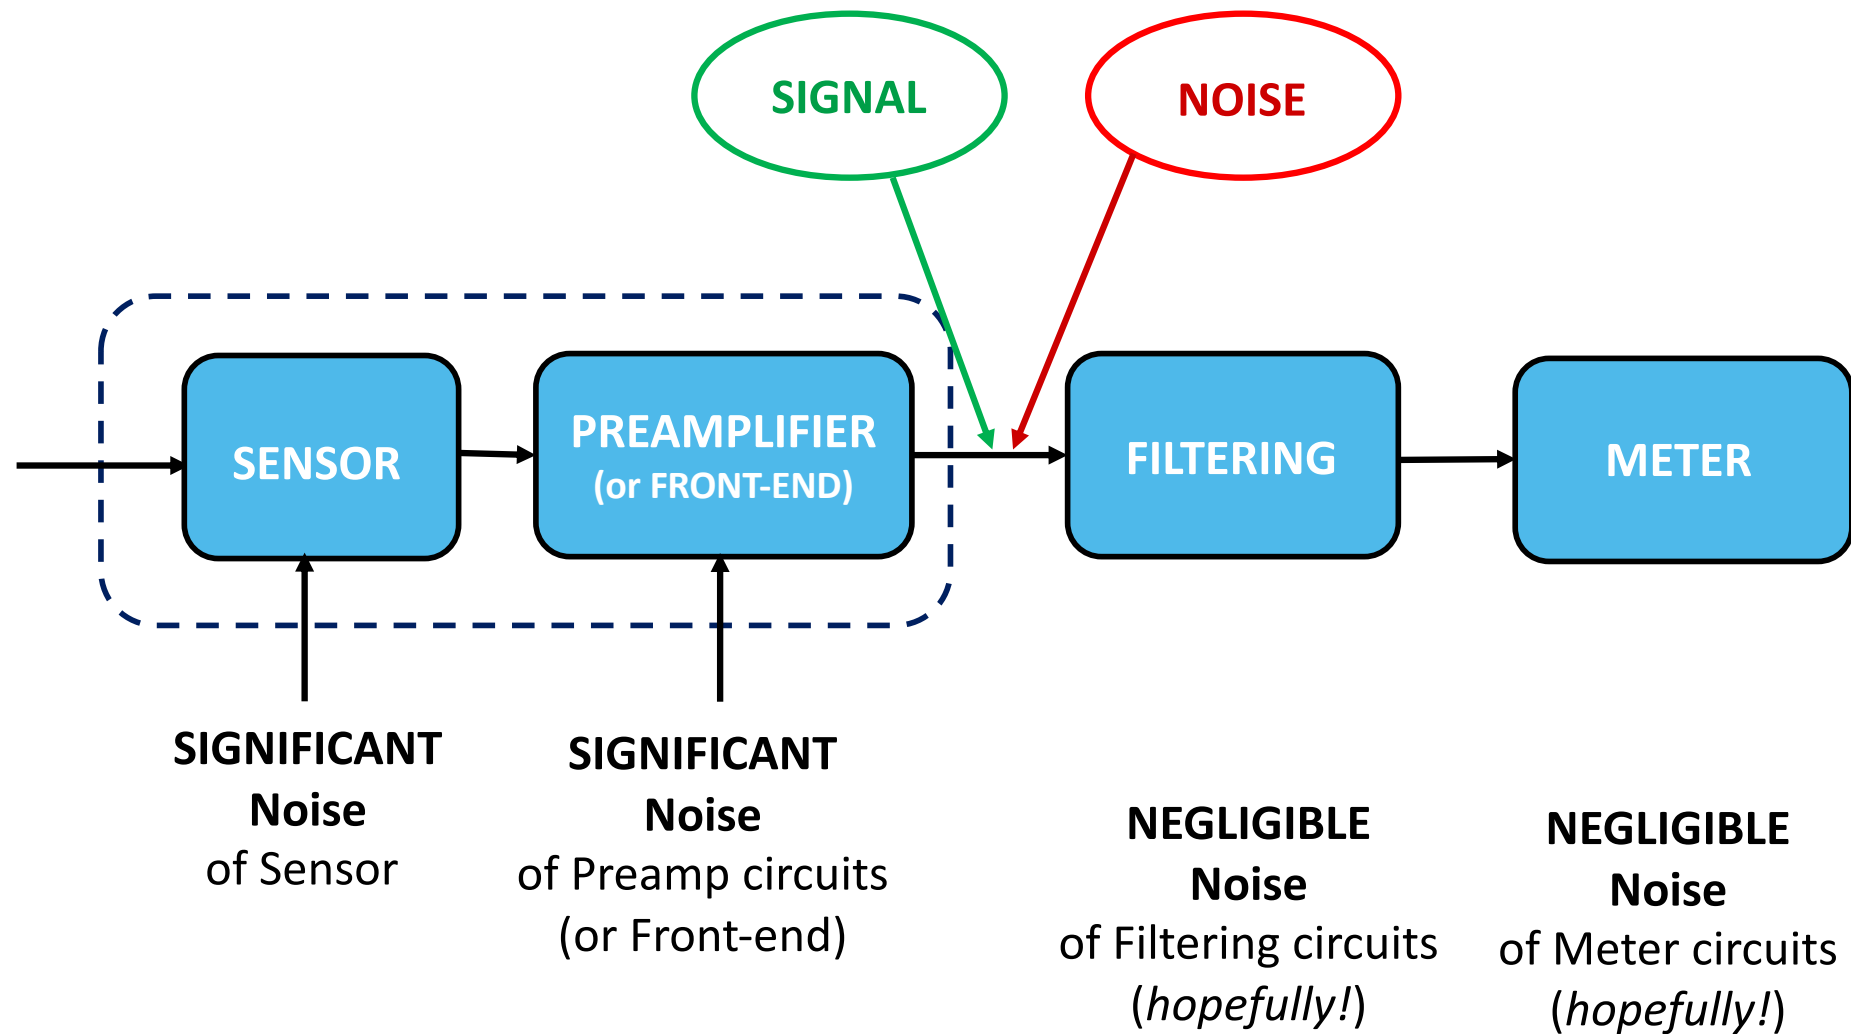 SIGNAL
NOISE
SENSOR
PREAMPLIFIER
(or FRONT-END)
FILTERING
METER
SIGNIFICANT
Noise
of Sensor
SIGNIFICANT
Noise
of Preamp circuits
(or Front-end)
NEGLIGIBLE
Noise
of Filtering circuits
(hopefully!)
NEGLIGIBLE
Noise
of Meter circuits
(hopefully!)